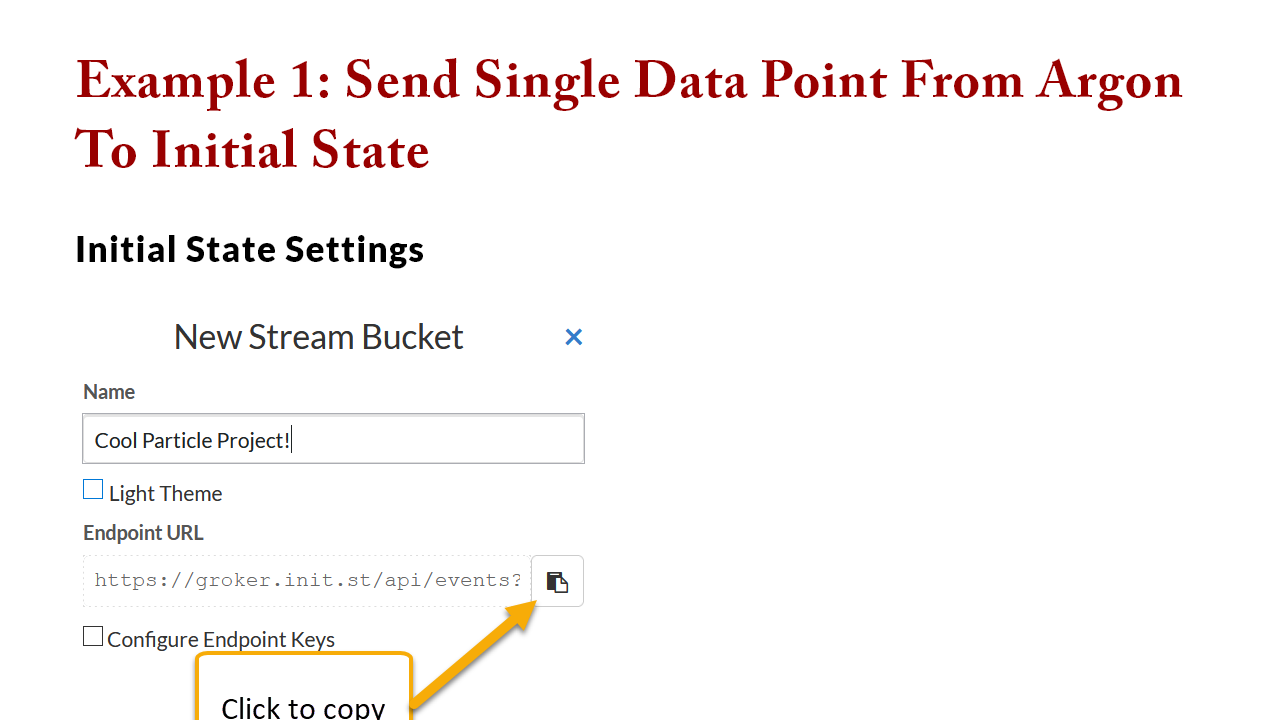 Example 1: Send Single Data Point From Argon
To Initial State
Initial State Settings
New Stream Bucket
Name
Cool Particle Project!
Light Theme
Endpoint URL
https://groker.init.st/api/events?
Configure Endpoint Keys
Click to copy